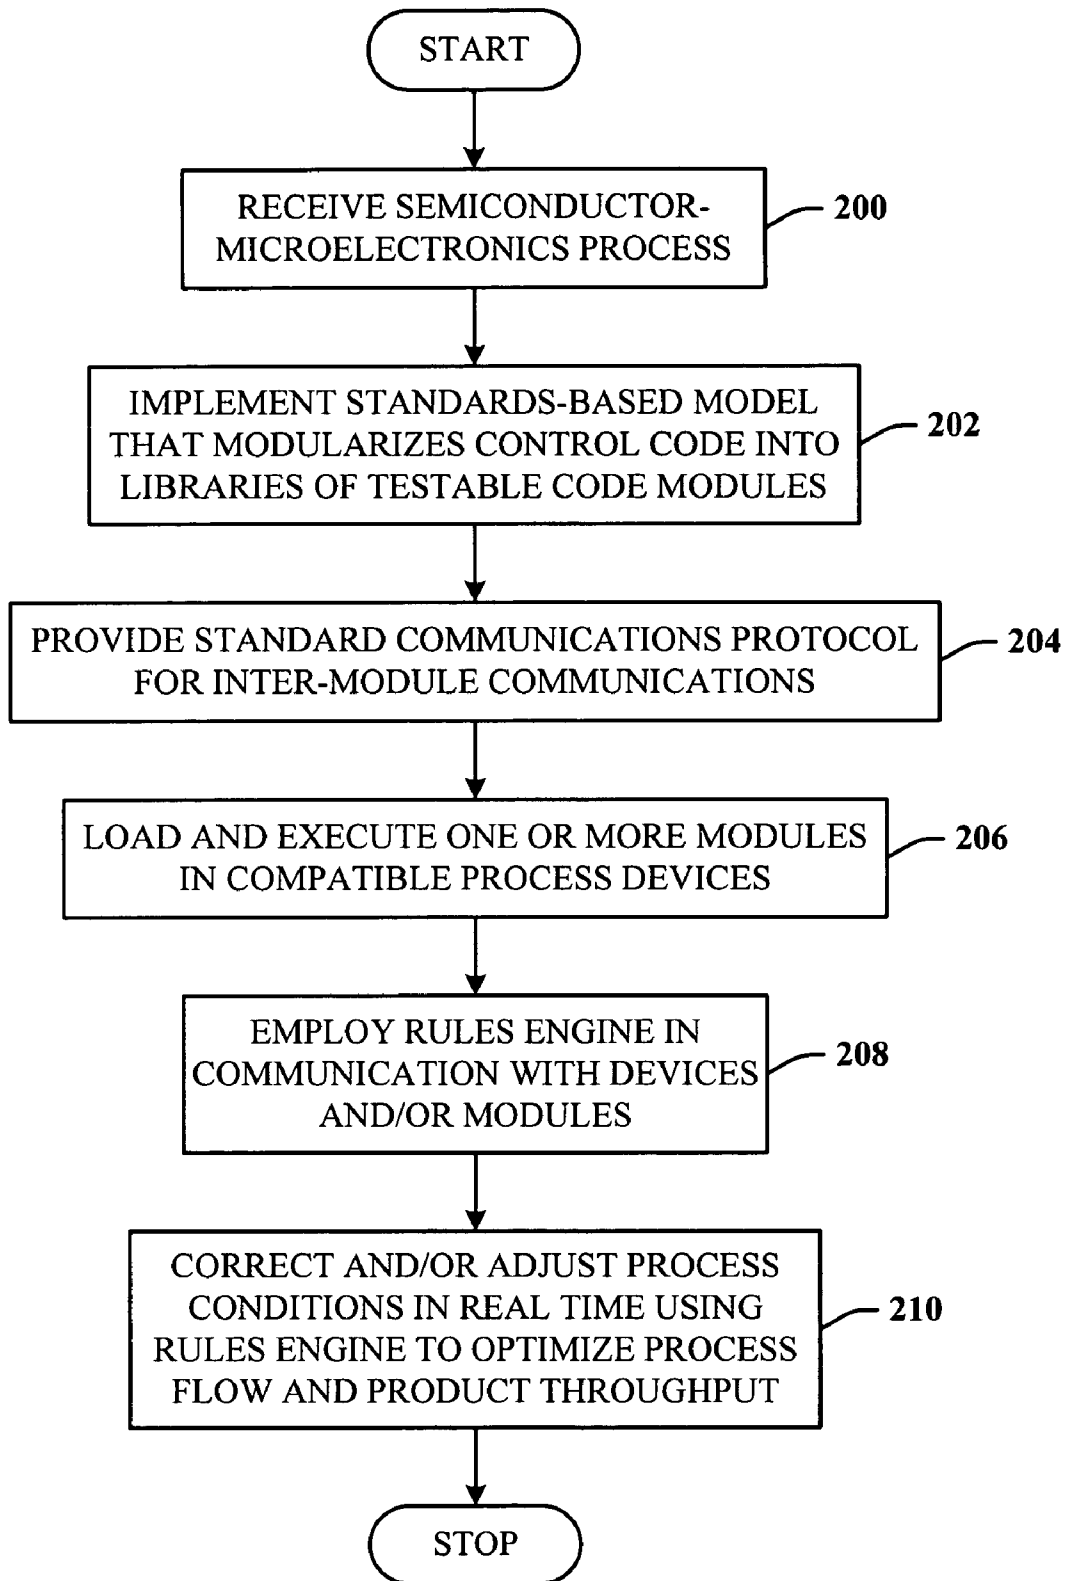 START
RECEIVE SEMICONDUCTOR-
MICROELECTRONICS PROCESS
200
IMPLEMENT STANDARDS-BASED MODEL
THAT MODULARIZES CONTROL CODE INTO
LIBRARIES OF TESTABLE CODE MODULES
202
PROVIDE STANDARD COMMUNICATIONS PROTOCOL
FOR INTER-MODULE COMMUNICATIONS
204
LOAD AND EXECUTE ONE OR MORE MODULES
IN COMPATIBLE PROCESS DEVICES
206
EMPLOY RULES ENGINE IN
COMMUNICATION WITH DEVICES
AND/OR MODULES
208
CORRECT AND/OR ADJUST PROCESS
CONDITIONS IN REAL TIME USING
RULES ENGINE TO OPTIMIZE PROCESS
FLOW AND PRODUCT THROUGHPUT
210
STOP